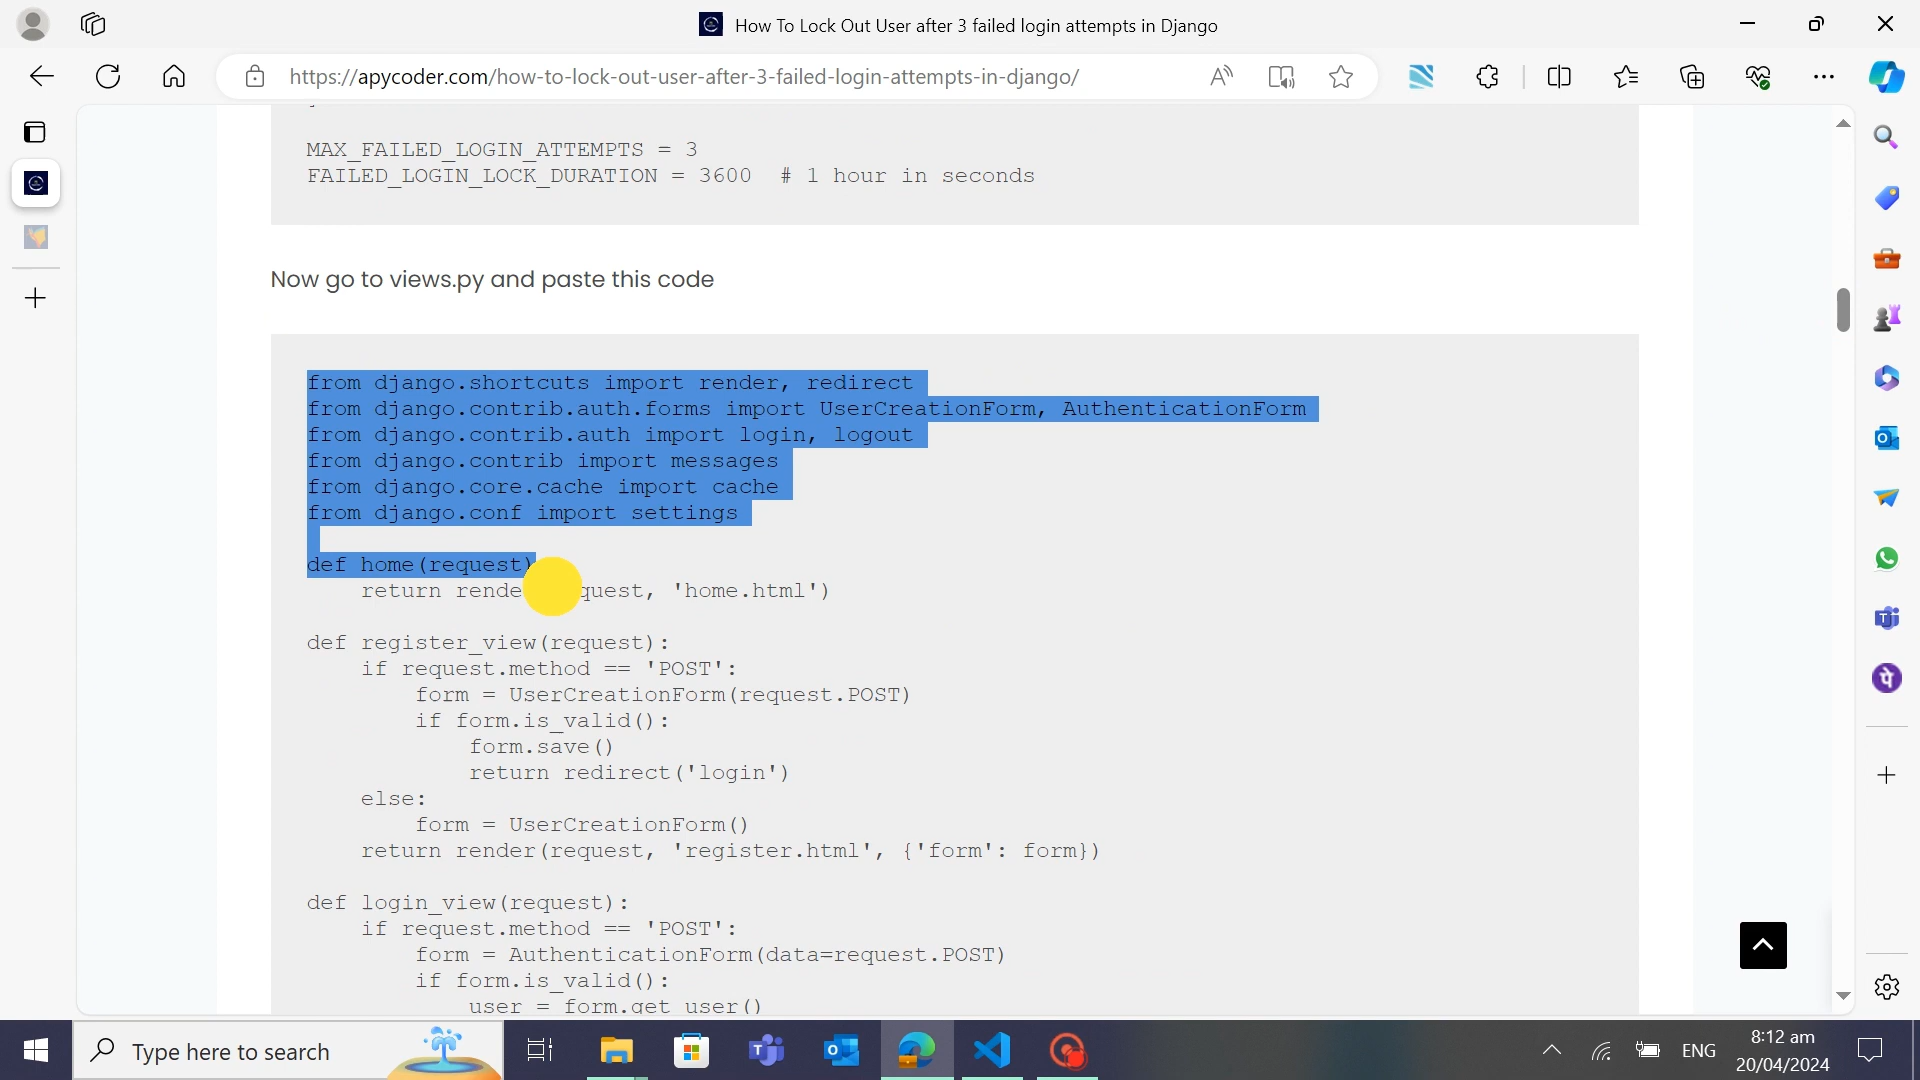 How To Lock Out User after 3 failed login attempts in Django
https://apycoder.com/how-to-lock-out-user-after-3-failed-login-attempts-in-django/
MAX_FAILED_LOGIN_ATTEMPTS = 3
FAILED_LOGIN_LOCK_DURATION = 3600  # 1 hour in seconds
Now go to views.py and paste this code
from django.shortcuts import render, redirect
from django.contrib.auth.forms import UserCreationForm, AuthenticationForm
from django.contrib.auth import login, logout
from django.contrib import messages
from django.core.cache import cache
from django.conf import settings
def home(request)
    return rende quest, 'home.html')
def register_view(request):
    if request.method == 'POST':
        form = UserCreationForm(request.POST)
        if form.is_valid():
            form.save()
            return redirect('login')
    else:
        form = UserCreationForm()
    return render(request, 'register.html', {'form': form})
def login_view(request):
    if request.method == 'POST':
        form = AuthenticationForm(data=request.POST)
        if form.is_valid():
            user = form.get_user()
Type here to search
ENG
8:12 am
20/04/2024